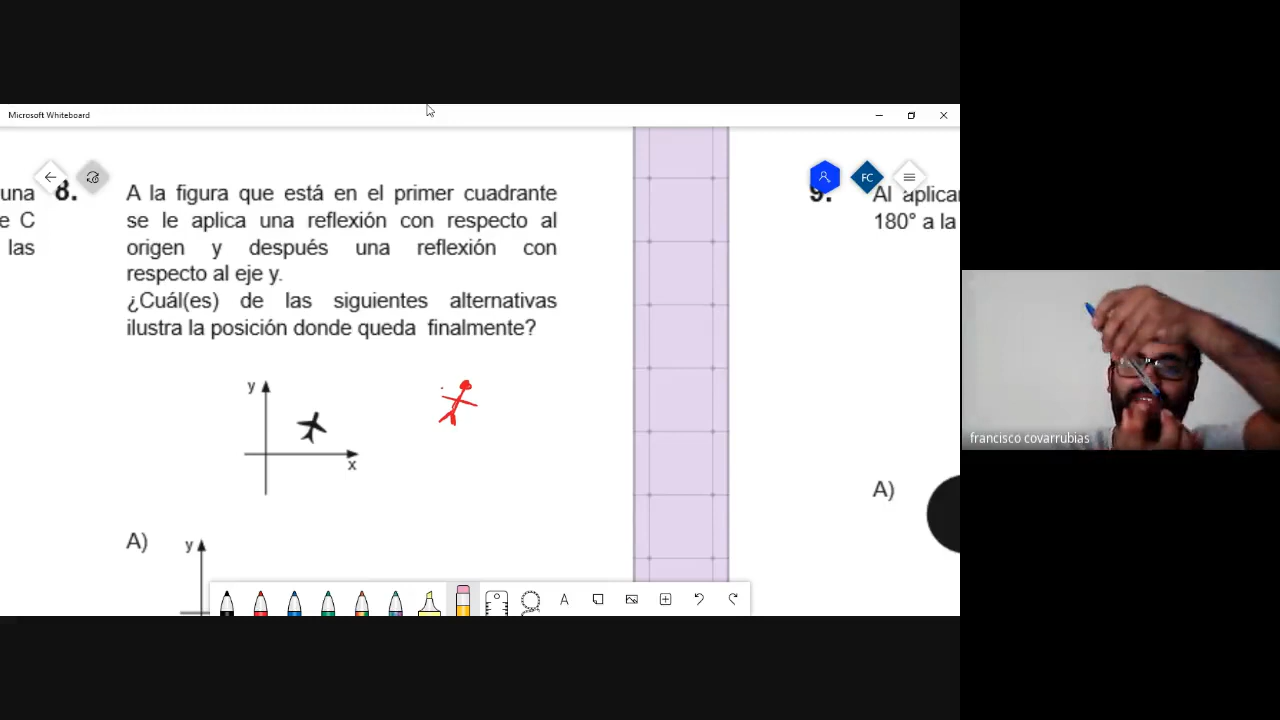 Microsoft Whiteboard
una
e C
las
8.
A la figura que está en el primer cuadrante
se le aplica una reflexión con respecto al
origen y después una reflexión con
respecto al eje y.
¿Cuál(es) de las siguientes alternativas
ilustra la posición donde queda finalmente?
y
x
A)
y
FC
9.
Al aplicar
180° a la
A)
A
francisco covarrubias